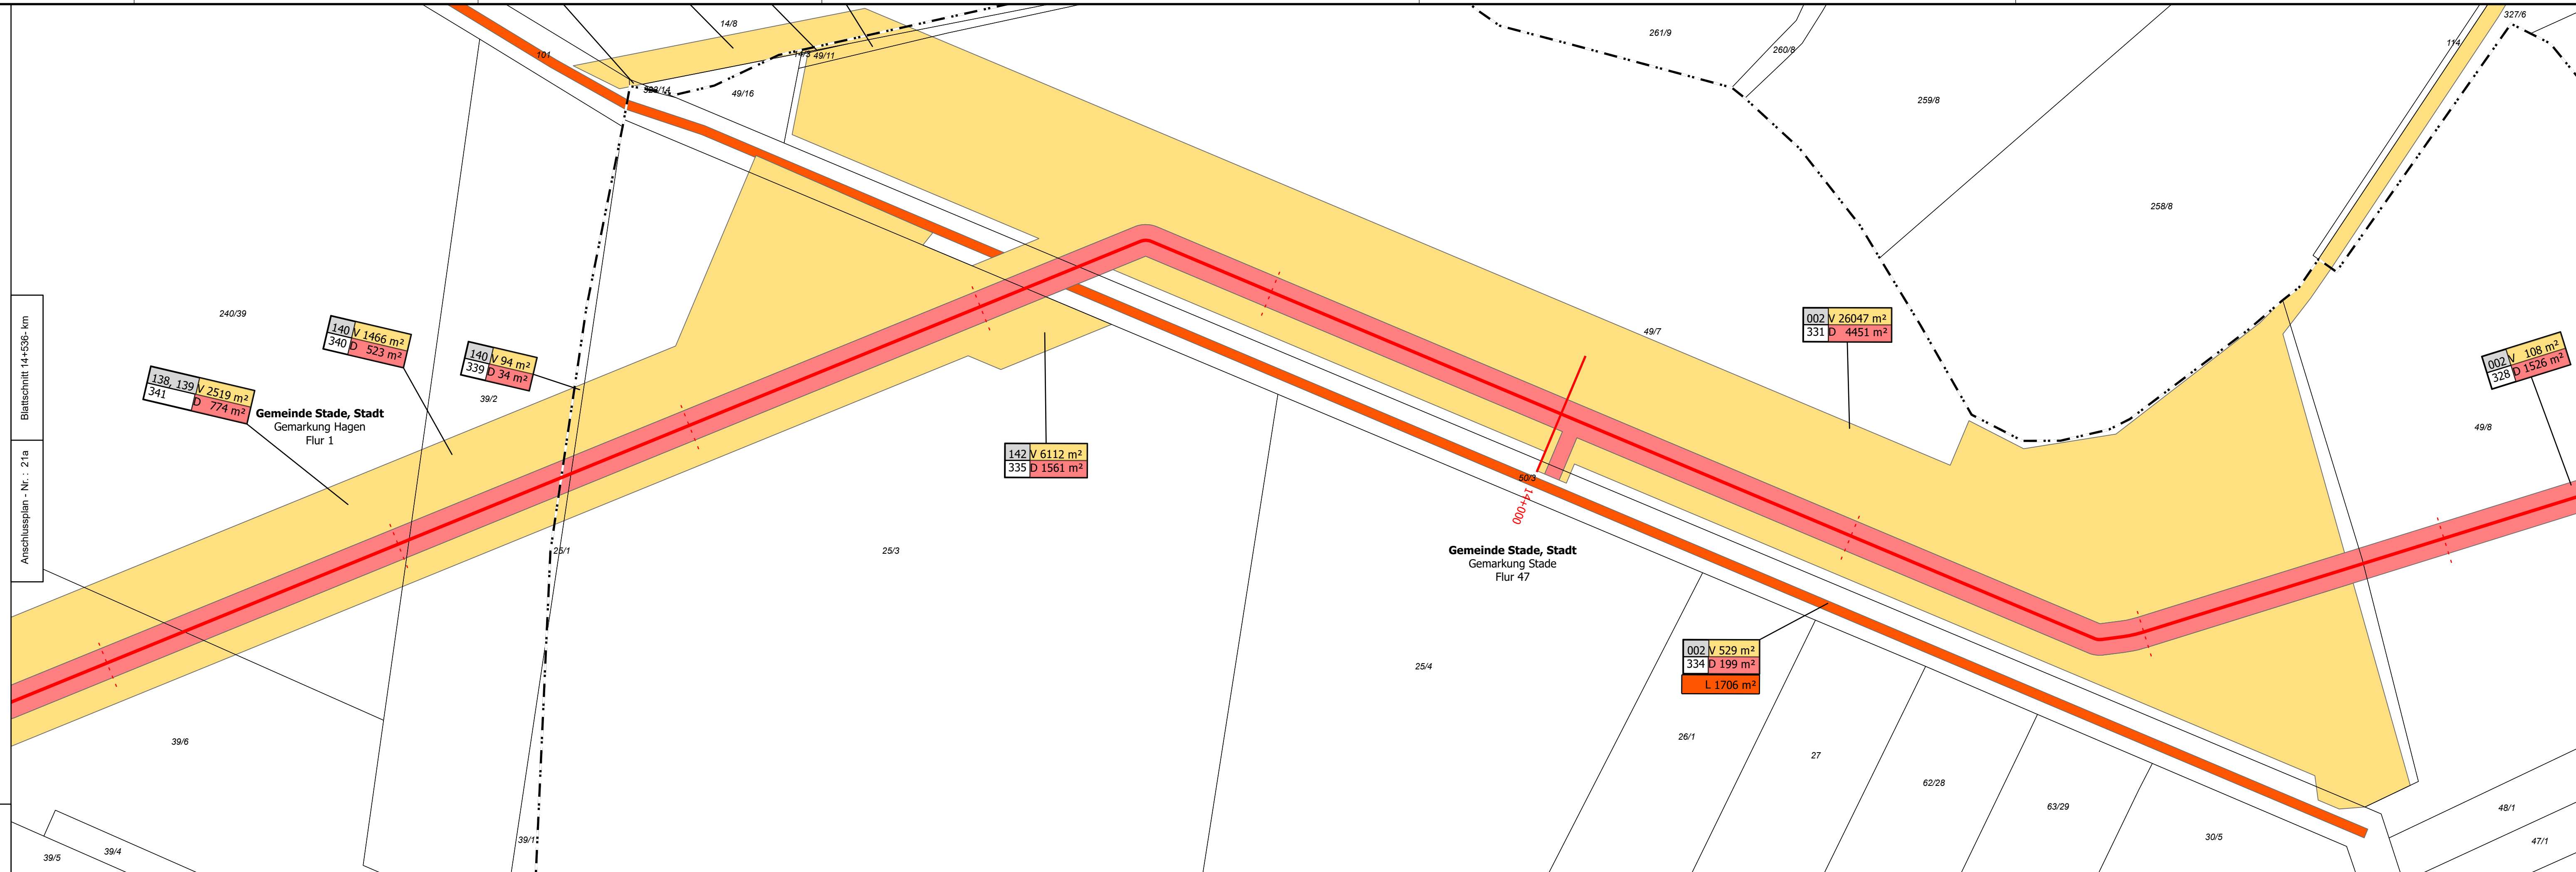 14/8
101
14/3
49/11
523/14
49/16
261/9
260/8
327/6
114
259/8
258/8
Blattschnitt 14+536- km
Anschlussplan - Nr. : 21a
240/39
138, 139 V 2519 m²
341 D 774 m²
140 V 1466 m²
340 D 523 m²
140 V 94 m²
339 D 34 m²
39/2
Gemeinde Stade, Stadt
Gemarkung Hagen
Flur 1
142 V 6112 m²
335 D 1561 m²
49/7
002 V 26047 m²
331 D 4451 m²
002 V 108 m²
328 D 1526 m²
49/8
50/3
14+000
25/1
25/3
Gemeinde Stade, Stadt
Gemarkung Stade
Flur 47
002 V 529 m²
334 D 199 m²
L 1706 m²
25/4
39/6
26/1
27
62/28
63/29
30/5
48/1
47/1
39/1
39/4
39/5